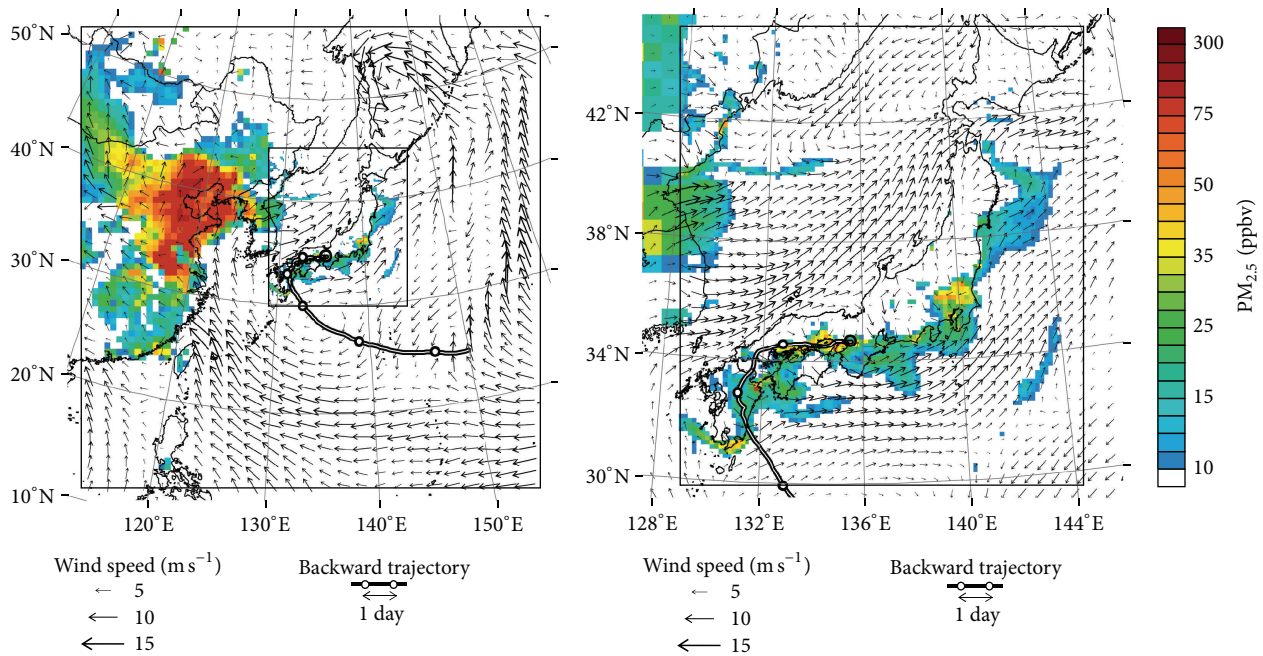 50°N
40°N
30°N
20°N
10°N
120°E
130°E
140°E
150°E
Wind speed (m s⁻¹)
5
10
15
Backward trajectory
1 day
42°N
38°N
34°N
30°N
128°E
132°E
136°E
140°E
144°E
Wind speed (m s⁻¹)
5
10
15
Backward trajectory
1 day
300
75
50
35
25
15
10
PM₂.₅ (ppbv)